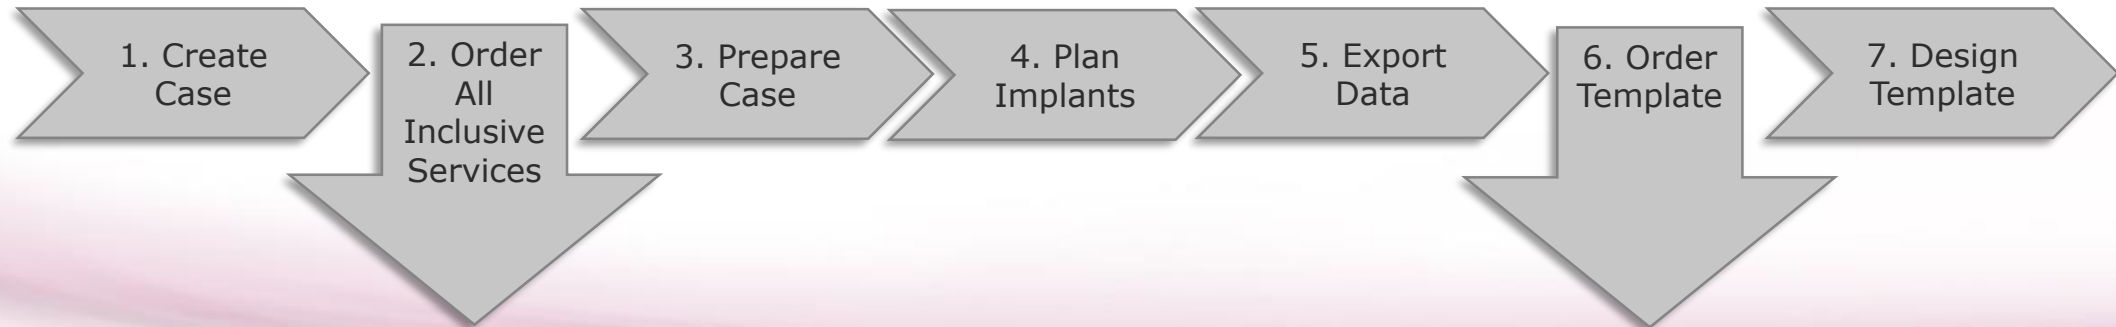 1. Create
Case
2. Order
All
Inclusive
Services
3. Prepare
Case
4. Plan
Implants
5. Export
Data
6. Order
Template
7. Design
Template